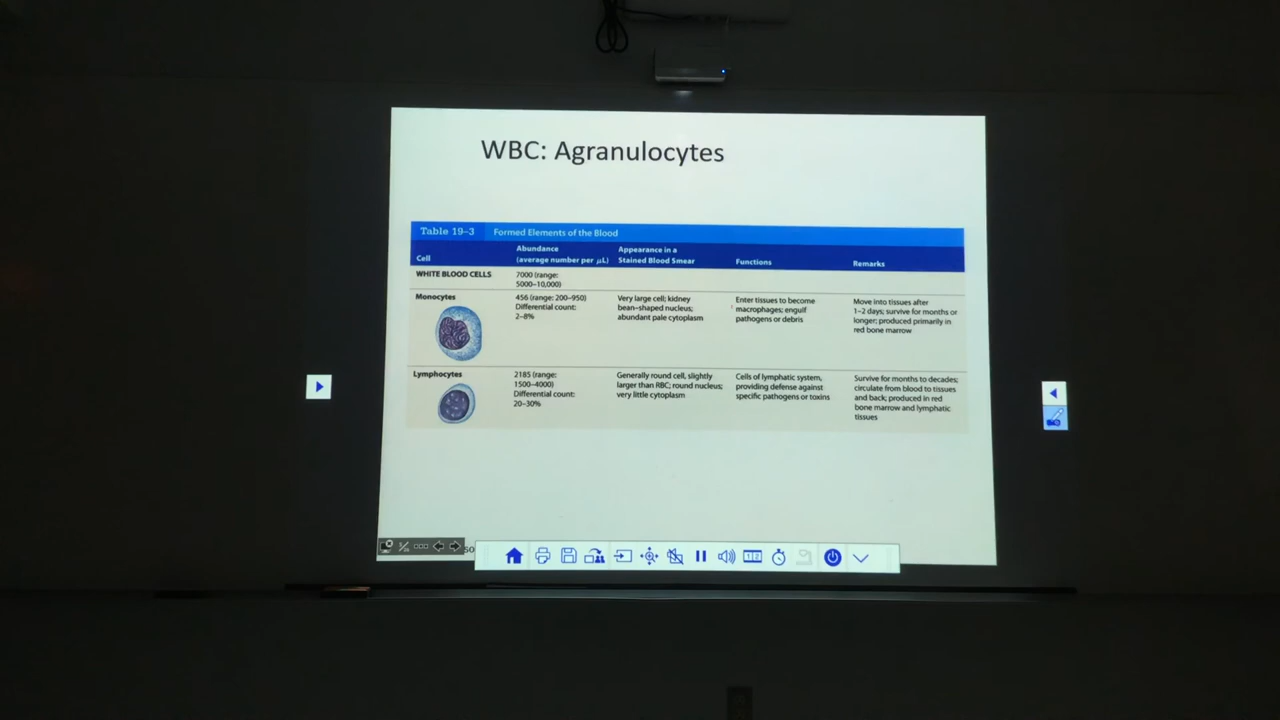 WBC: Agranulocytes
Table 19–3 Formed Elements of the Blood
Cell
Abundance
(average number per µL)
Appearance in a
Stained Blood Smear
Functions
Remarks
WHITE BLOOD CELLS
7000 (range:
5000–10,000)
Monocytes
456 (range: 200–950)
Differential count:
2–8%
Very large cell; kidney
bean–shaped nucleus;
abundant pale cytoplasm
Enter tissues to become
macrophages; engulf
pathogens or debris
Move into tissues after
1–2 days; survive for months or
longer; produced primarily in
red bone marrow
Lymphocytes
2185 (range:
1500–4000)
Differential count:
20–30%
Generally round cell, slightly
larger than RBC; round nucleus;
very little cytoplasm
Cells of lymphatic system,
providing defense against
specific pathogens or toxins
Survive for months to decades;
circulate from blood to tissues
and back; produced in red
bone marrow and lymphatic
tissues